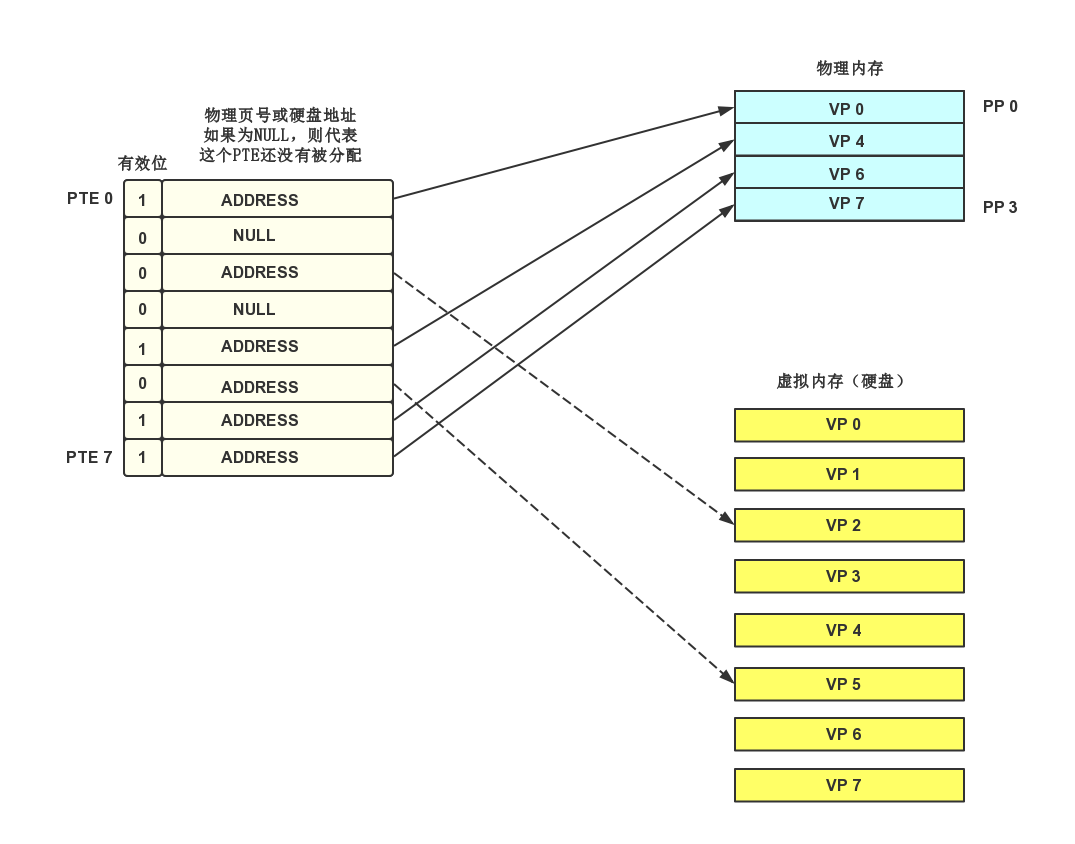 物理内存
VP 0
PP 0
VP 4
VP 6
VP 7
PP 3
物理页号或硬盘地址
如果为NULL，则代表
这个PTE还没有被分配
有效位
PTE 0
1
ADDRESS
0
NULL
0
ADDRESS
0
NULL
1
ADDRESS
0
ADDRESS
1
ADDRESS
PTE 7
1
ADDRESS
虚拟内存（硬盘）
VP 0
VP 1
VP 2
VP 3
VP 4
VP 5
VP 6
VP 7